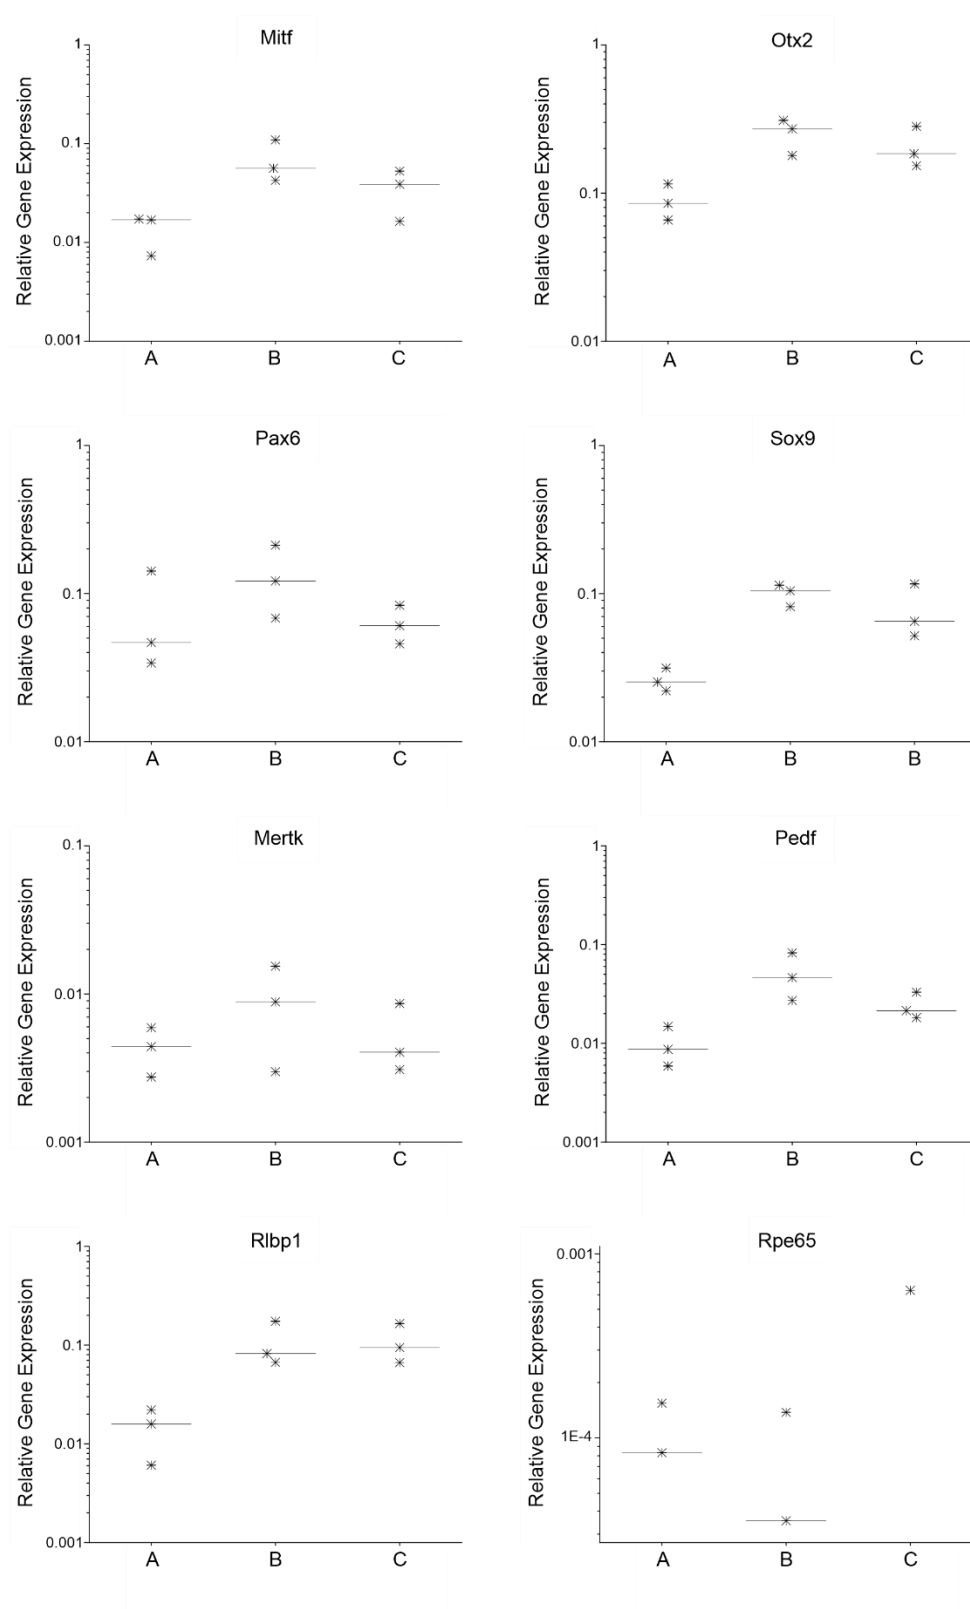 Mitf
Relative Gene Expression
1
0.1
0.01
0.001
A B C
Otx2
Relative Gene Expression
1
0.1
0.01
A B C
Pax6
Relative Gene Expression
1
0.1
0.01
A B C
Sox9
Relative Gene Expression
1
0.1
0.01
A B B
Mertk
Relative Gene Expression
0.1
0.01
0.001
A B C
Pedf
Relative Gene Expression
1
0.1
0.01
0.001
A B C
Rlbp1
Relative Gene Expression
1
0.1
0.01
0.001
A B C
Rpe65
Relative Gene Expression
0.001
1E-4
A B C